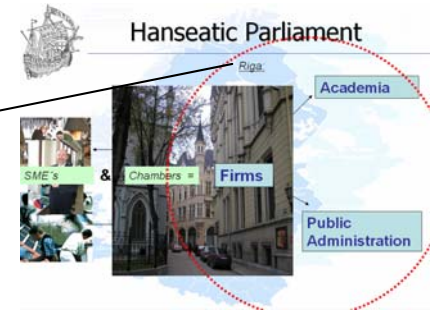 Hanseatic Parliament
Riga:
Academia
SME´s & Chambers = Firms
Public
Administration